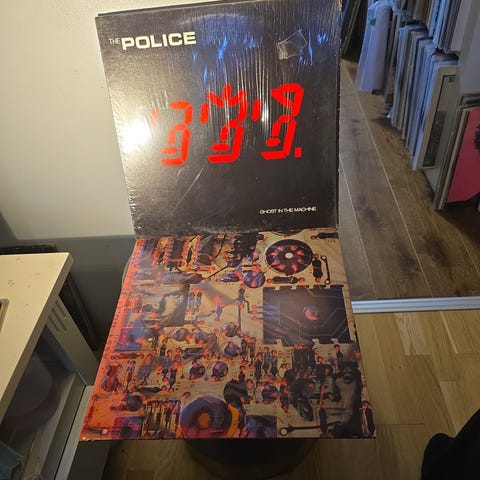 THE POLICE
GHOST IN THE MACHINE